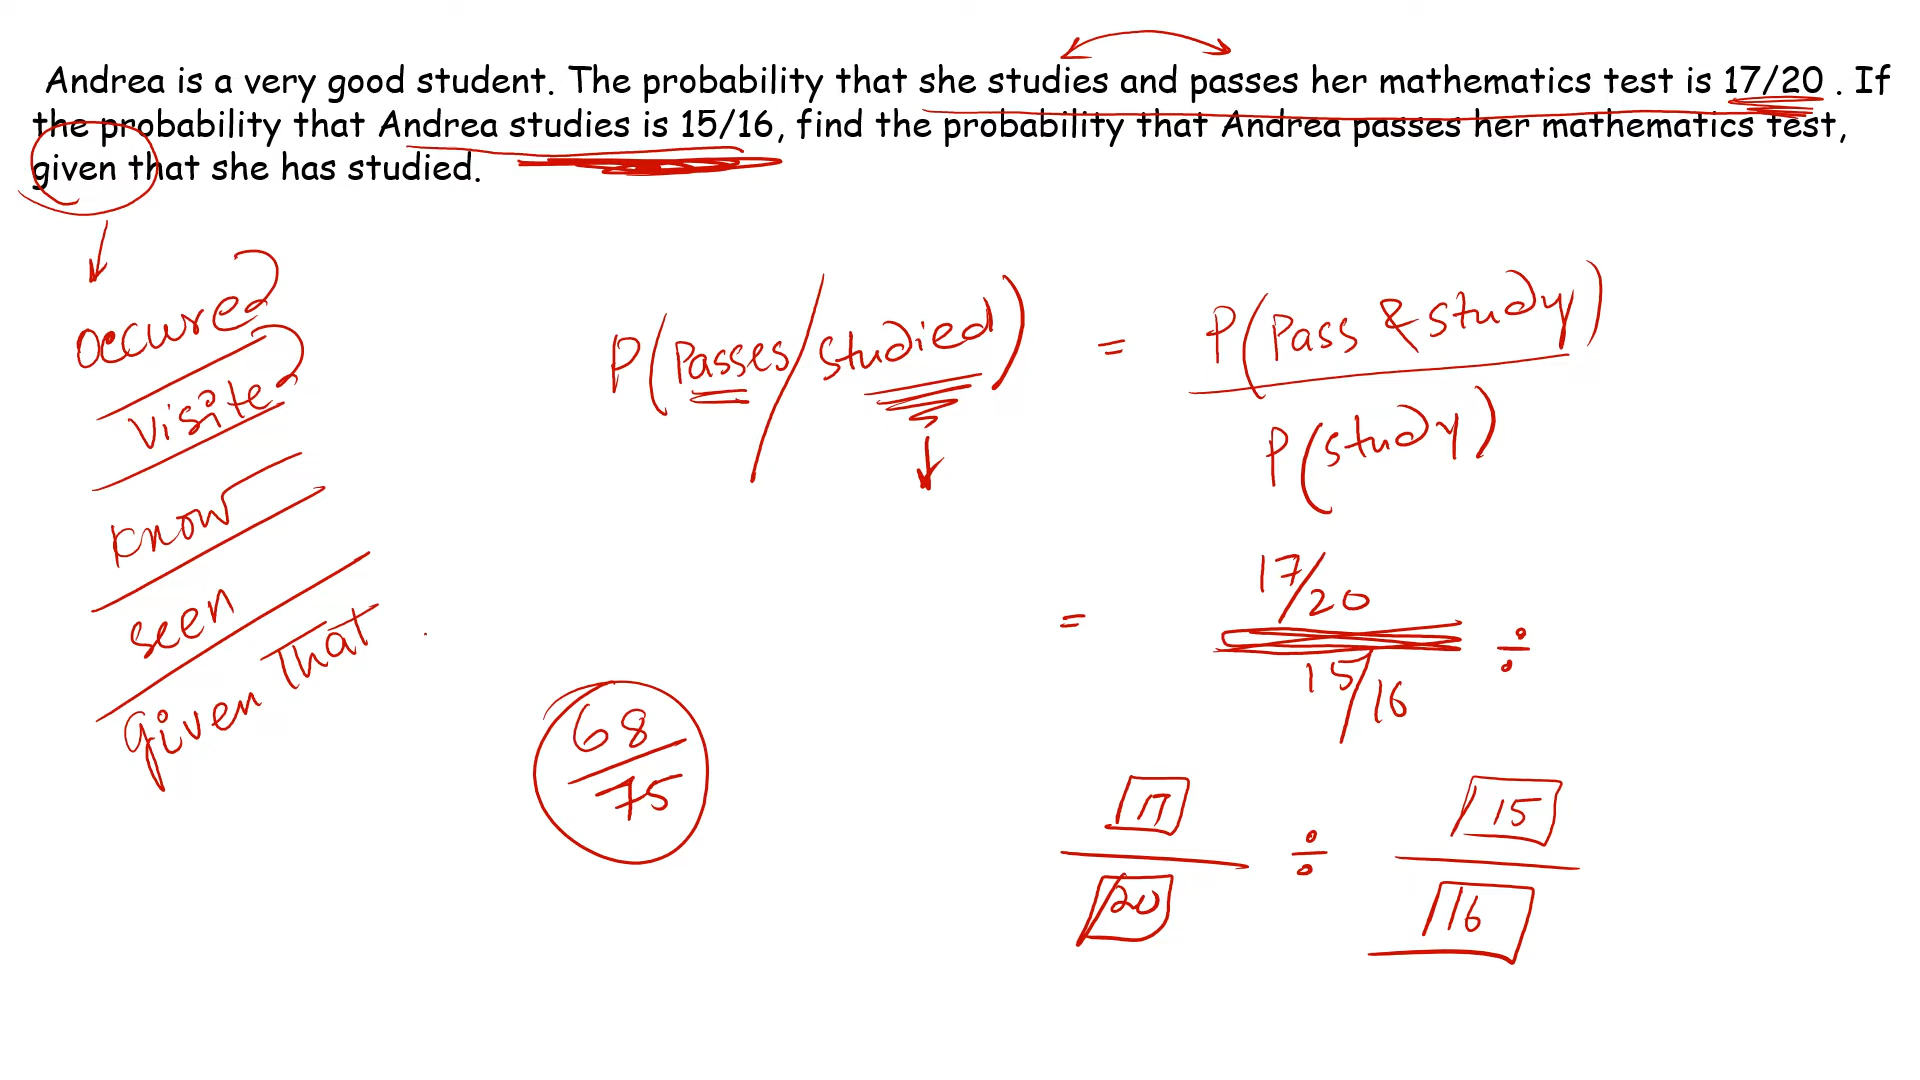 Andrea is a very good student. The probability that she studies and passes her mathematics test is 17/20 . If
the probability that Andrea studies is 15/16, find the probability that Andrea passes her mathematics test,
given that she has studied.
occured
visited
know
seen
given that
P(Passes/studied) = P(Pass & study)
P(study)
= 17/20
÷
15/16
68
75
17 ÷ 15
20 16